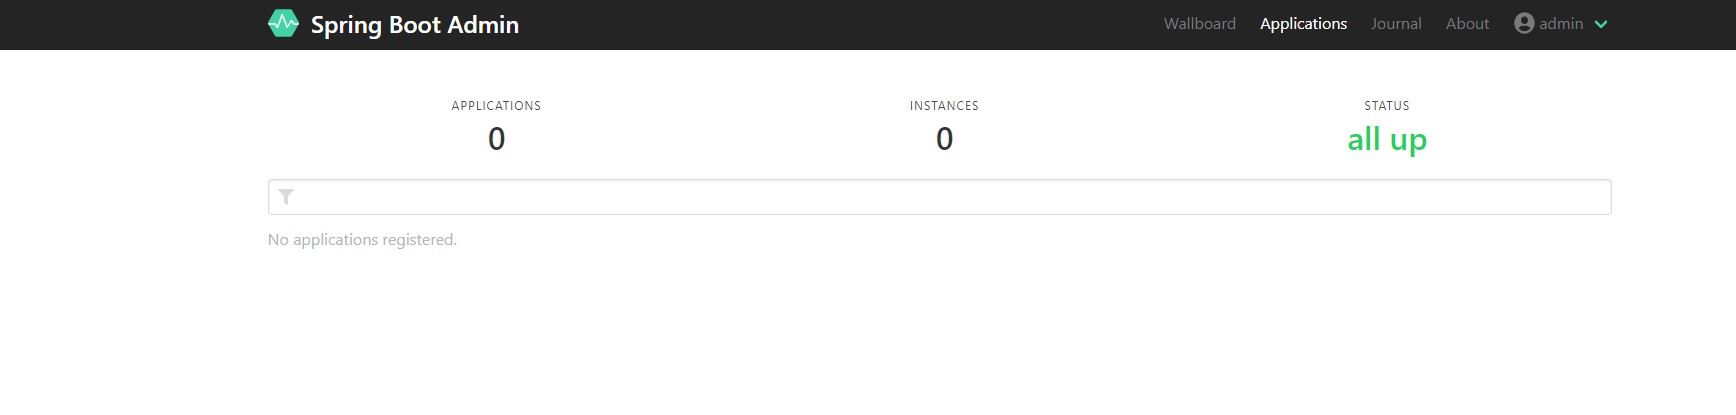 Spring Boot Admin Wallboard Applications Journal About admin
APPLICATIONS INSTANCES STATUS
0 0 all up
No applications registered.